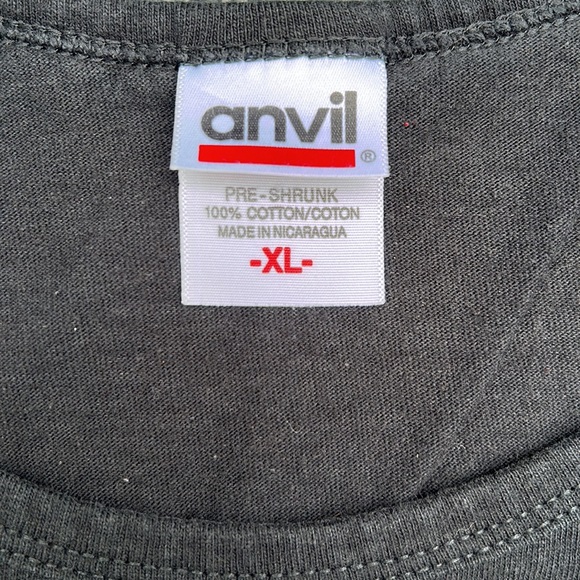 anvil®
PRE-SHRUNK
100% COTTON/COTON
MADE IN NICARAGUA
-XL-